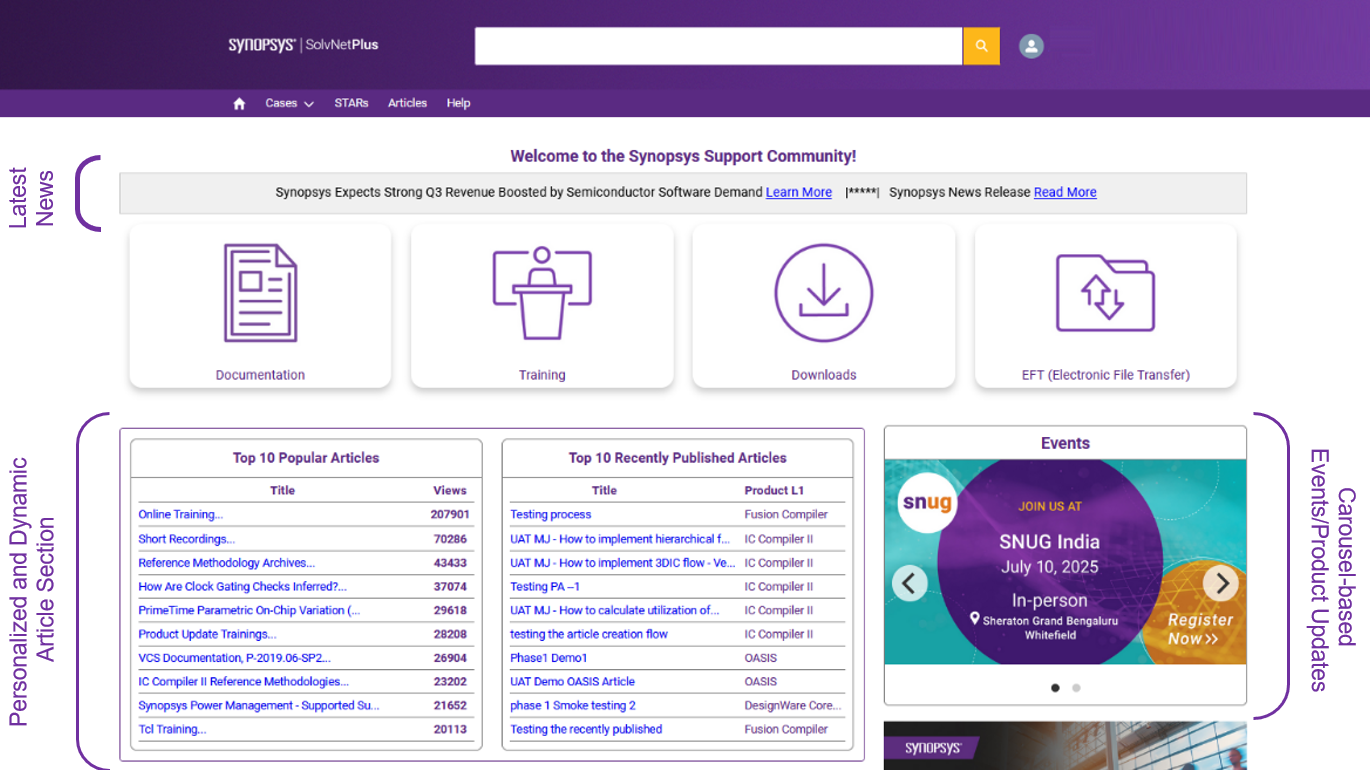 SYNOPSYS | SolvNetPlus
Cases STARs Articles Help
Welcome to the Synopsys Support Community!
Latest
News
Synopsys Expects Strong Q3 Revenue Boosted by Semiconductor Software Demand Learn More |*****| Synopsys News Release Read More
Documentation
Training
Downloads
EFT (Electronic File Transfer)
Personalized and Dynamic
Article Section
Top 10 Popular Articles
Title Views
Online Training... 207901
Short Recordings... 70286
Reference Methodology Archives... 43433
How Are Clock Gating Checks Inferred?... 37074
PrimeTime Parametric On-Chip Variation (... 29618
Product Update Trainings... 28208
VCS Documentation, P-2019.06-SP2... 26904
IC Compiler II Reference Methodologies... 23202
Synopsys Power Management - Supported Su... 21652
Tcl Training... 20113
Top 10 Recently Published Articles
Title Product L1
Testing process Fusion Compiler
UAT MJ - How to implement hierarchical f... IC Compiler II
UAT MJ - How to implement 3DIC flow - Ve... IC Compiler II
Testing PA –1 IC Compiler II
UAT MJ - How to calculate utilization of... IC Compiler II
testing the article creation flow IC Compiler II
Phase1 Demo1 OASIS
UAT Demo OASIS Article OASIS
phase 1 Smoke testing 2 DesignWare Core...
Testing the recently published Fusion Compiler
Events
snug
JOIN US AT
SNUG India
July 10, 2025
In-person
Sheraton Grand Bengaluru
Whitefield
Register
Now >>
SYNOPSYS
Carousel-based
Events/Product Updates